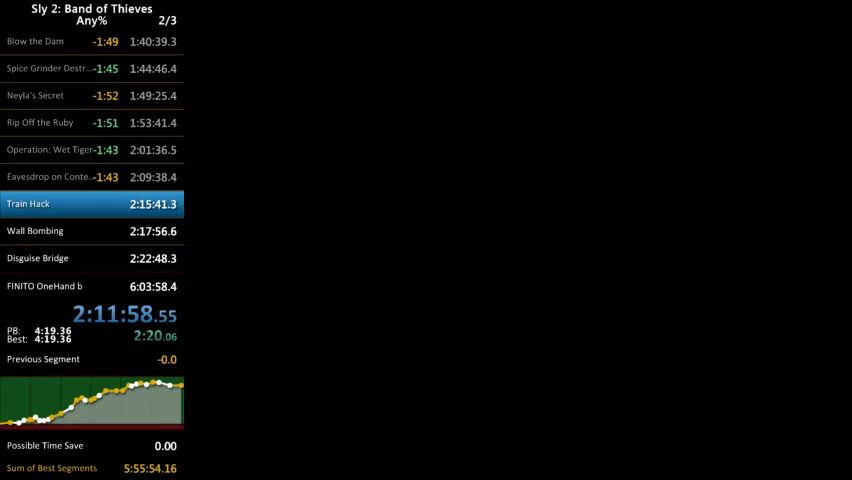 Sly 2: Band of Thieves
Any% 2/3
Blow the Dam -1:49 1:40:39.3
Spice Grinder Destr... -1:45 1:44:46.4
Neyla's Secret -1:52 1:49:25.4
Rip Off the Ruby -1:51 1:53:41.4
Operation: Wet Tiger -1:43 2:01:36.5
Eavesdrop on Conte... -1:43 2:09:38.4
Train Hack 2:15:41.3
Wall Bombing 2:17:56.6
Disguise Bridge 2:22:48.3
FINITO OneHand b 6:03:58.4
2:11:58.55
PB: 4:19.36 2:20.06
Best: 4:19.36
Previous Segment -0.0
Possible Time Save 0.00
Sum of Best Segments 5:55:54.16